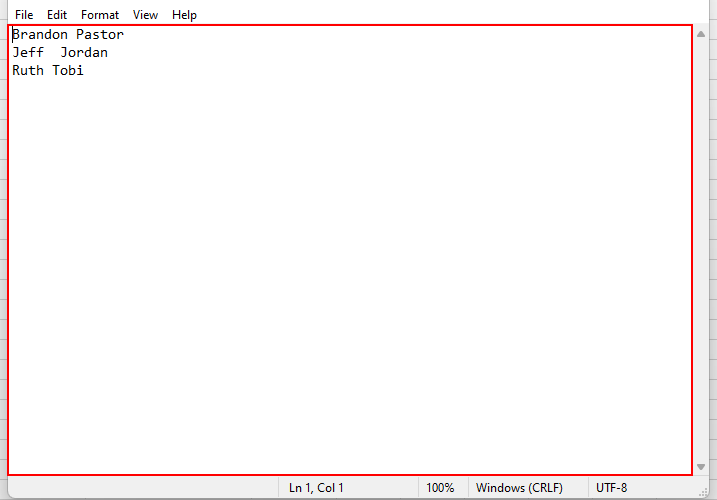 File Edit Format View Help
Brandon Pastor
Jeff  Jordan
Ruth Tobi
Ln 1, Col 1 100% Windows (CRLF) UTF-8